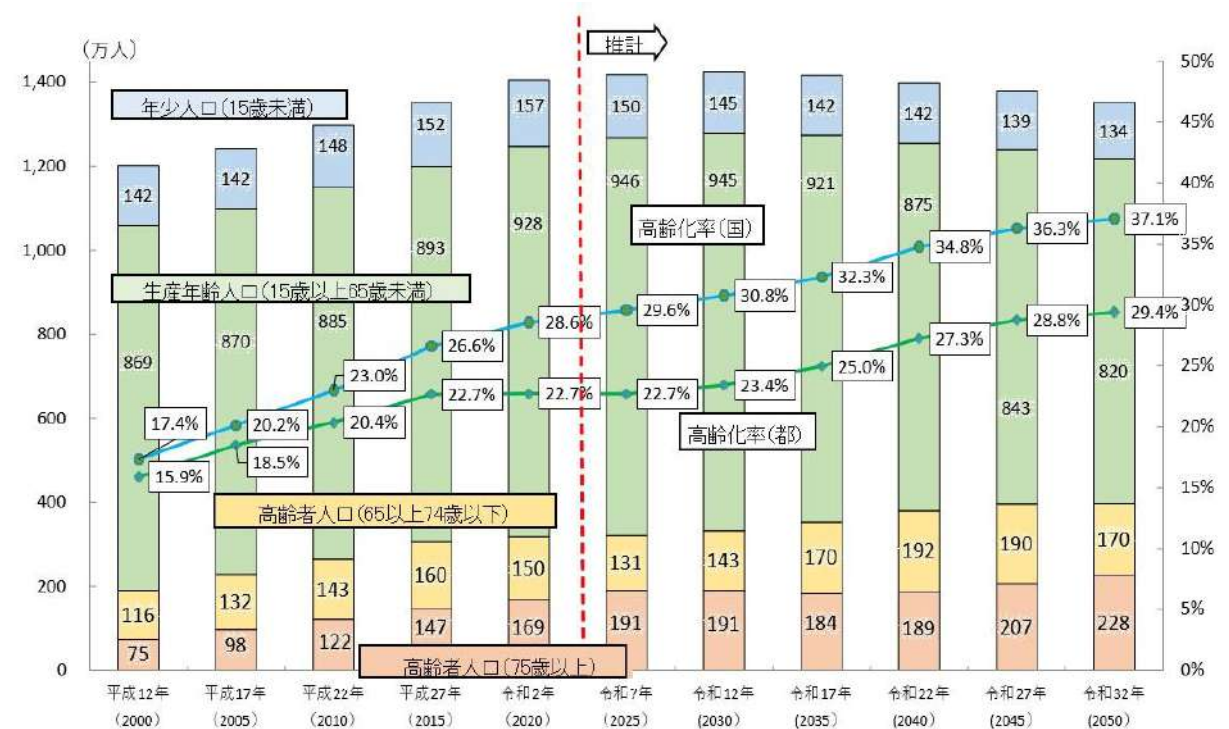 （万人）
推計
1,400
1,200
1,000
800
600
400
200
0
50%
45%
40%
35%
30%
25%
20%
15%
10%
5%
0%
年少人口（15歳未満）
生産年齢人口（15歳以上65歳未満）
高齢者人口（65以上74歳以下）
高齢者人口（75歳以上）
高齢化率（国）
高齢化率（都）
142 142 148 152 157 150 145 142 142 139 134
869 870 885 893 928 946 945 921 875 843 820
17.4% 20.2% 23.0% 26.6% 28.6% 29.6% 30.8% 32.3% 34.8% 36.3% 37.1%
15.9% 18.5% 20.4% 22.7% 22.7% 22.7% 23.4% 25.0% 27.3% 28.8% 29.4%
116 132 143 160 150 131 143 170 192 190 170
75 98 122 147 169 191 191 184 189 207 228
平成12年 平成17年 平成22年 平成27年 令和2年 令和7年 令和12年 令和17年 令和22年 令和27年 令和32年
（2000） （2005） （2010） （2015） （2020） （2025） （2030） （2035） （2040） （2045） （2050）